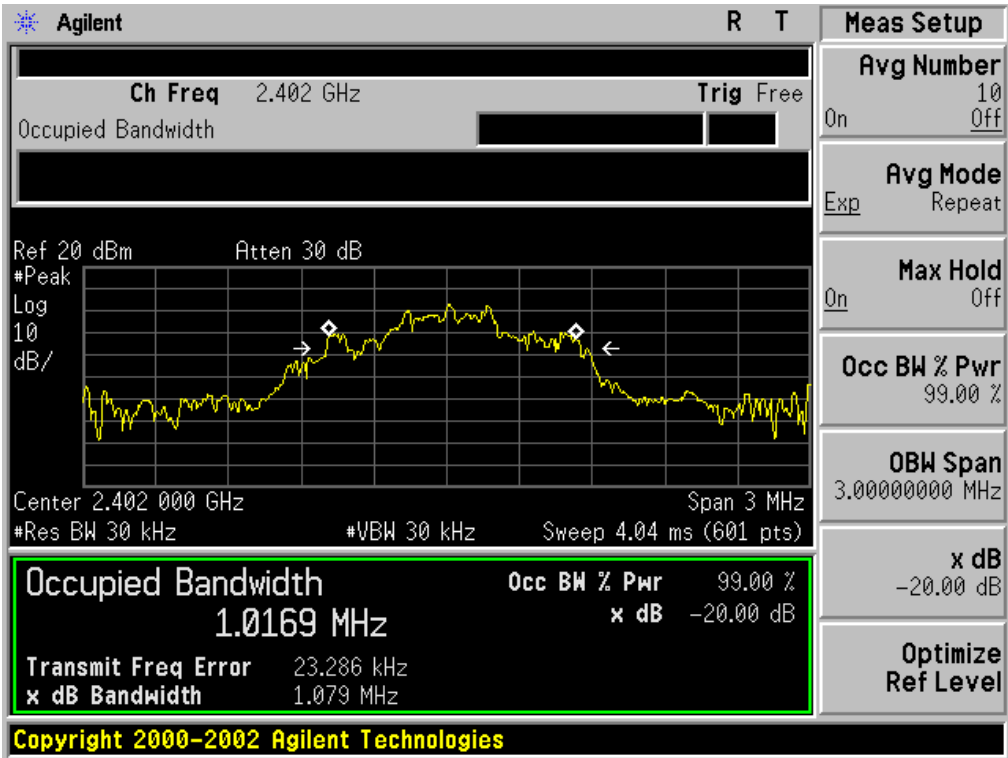 Agilent R T
Ch Freq 2.402 GHz Trig Free
Occupied Bandwidth
Ref 20 dBm Atten 30 dB
#Peak
Log
10
dB/
Center 2.402 000 GHz Span 3 MHz
#Res BW 30 kHz #VBW 30 kHz Sweep 4.04 ms (601 pts)
Occupied Bandwidth Occ BW % Pwr 99.00 %
1.0169 MHz x dB -20.00 dB
Transmit Freq Error 23.286 kHz
x dB Bandwidth 1.079 MHz
Copyright 2000-2002 Agilent Technologies
Meas Setup
Avg Number
10
On Off
Avg Mode
Exp Repeat
Max Hold
On Off
Occ BW % Pwr
99.00 %
OBW Span
3.00000000 MHz
x dB
-20.00 dB
Optimize
Ref Level